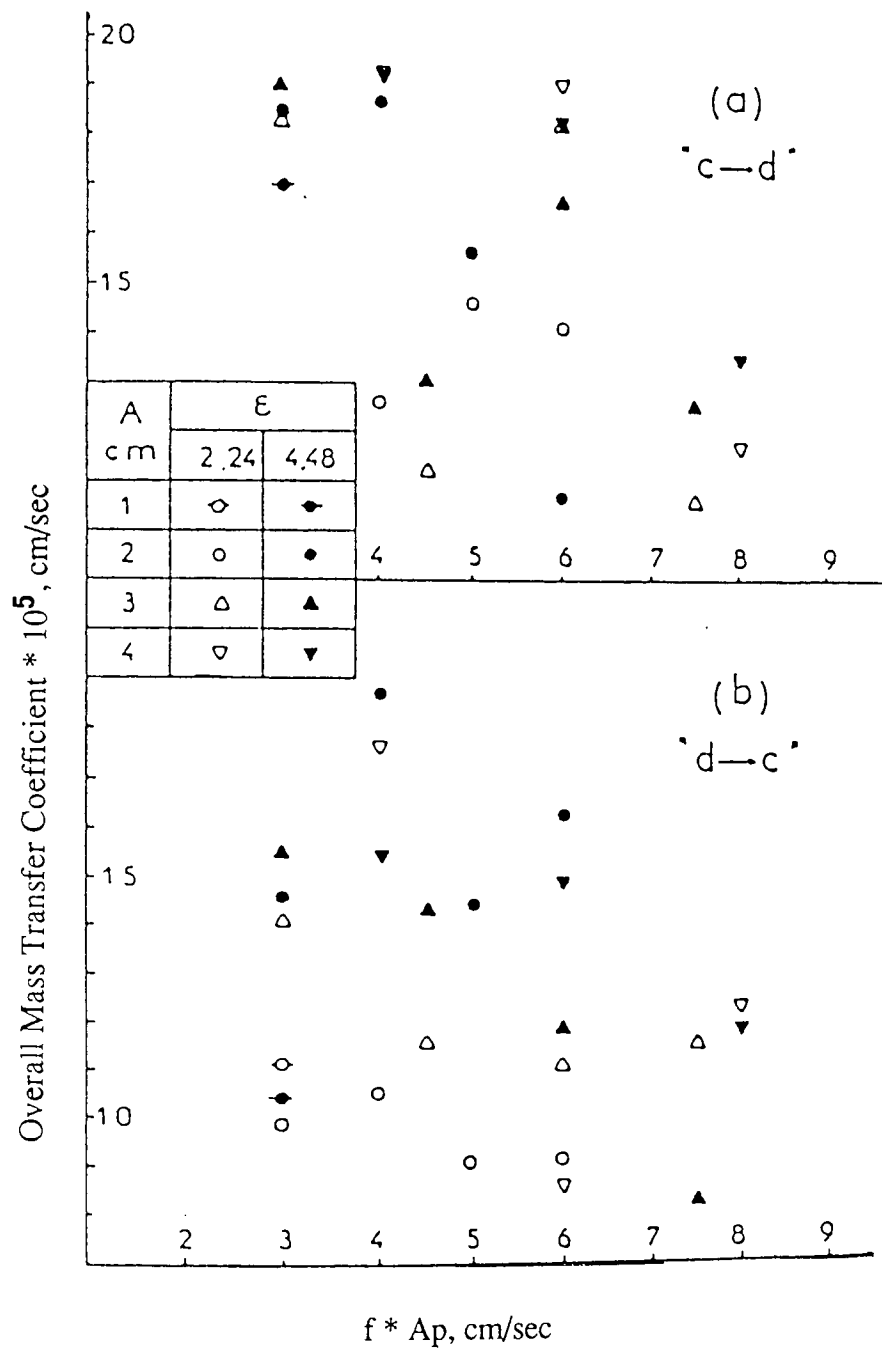 20
(a)
"c→d"
15
A
cm
ε
2,24
4,48
1
2
3
4
4 5 6 7 8 9
(b)
"d→c"
15
10
2 3 4 5 6 7 8 9
Overall Mass Transfer Coefficient * 10⁵, cm/sec
f * Ap, cm/sec